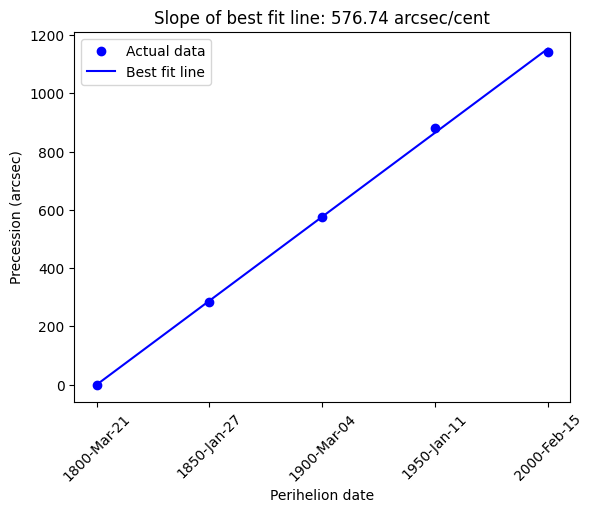 Slope of best fit line: 576.74 arcsec/cent
Actual data
Best fit line
Precession (arcsec)
1200
1000
800
600
400
200
0
1800-Mar-21
1850-Jan-27
1900-Mar-04
1950-Jan-11
2000-Feb-15
Perihelion date